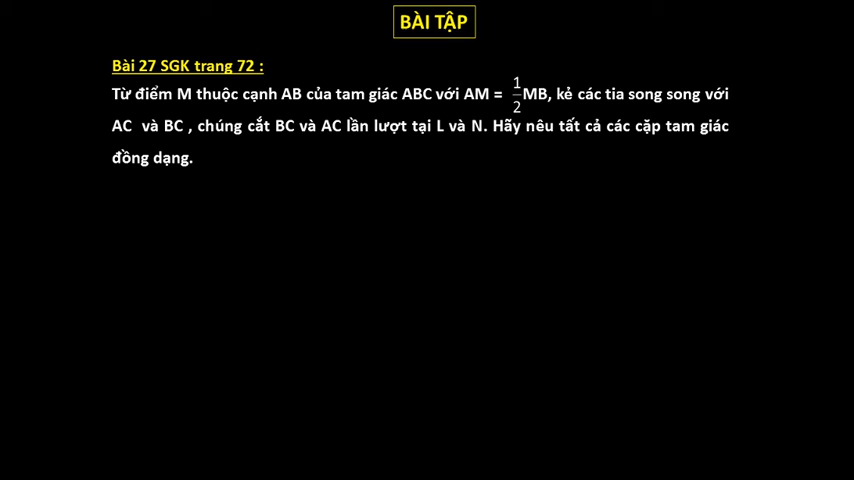 BÀI TẬP
Bài 27 SGK trang 72 :
Từ điểm M thuộc cạnh AB của tam giác ABC với AM = 1/2 MB, kẻ các tia song song với
AC và BC , chúng cắt BC và AC lần lượt tại L và N. Hãy nêu tất cả các cặp tam giác
đồng dạng.